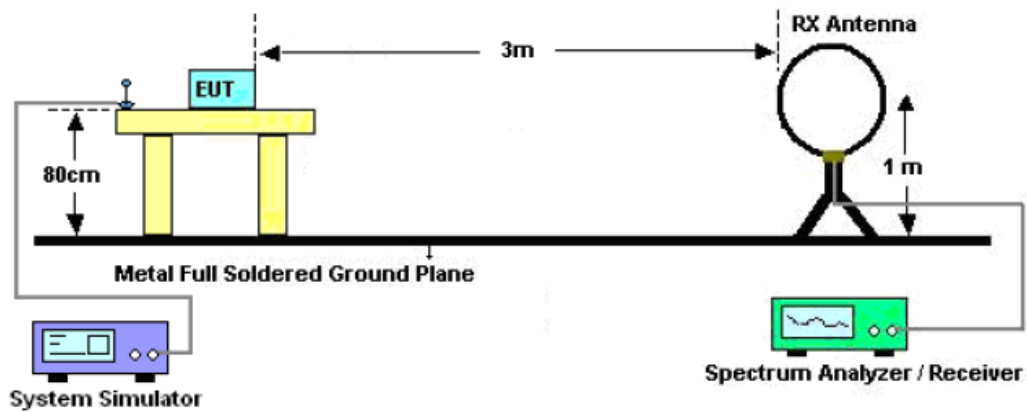 RX Antenna
3m
EUT
80cm
1 m
Metal Full Soldered Ground Plane
System Simulator
Spectrum Analyzer / Receiver